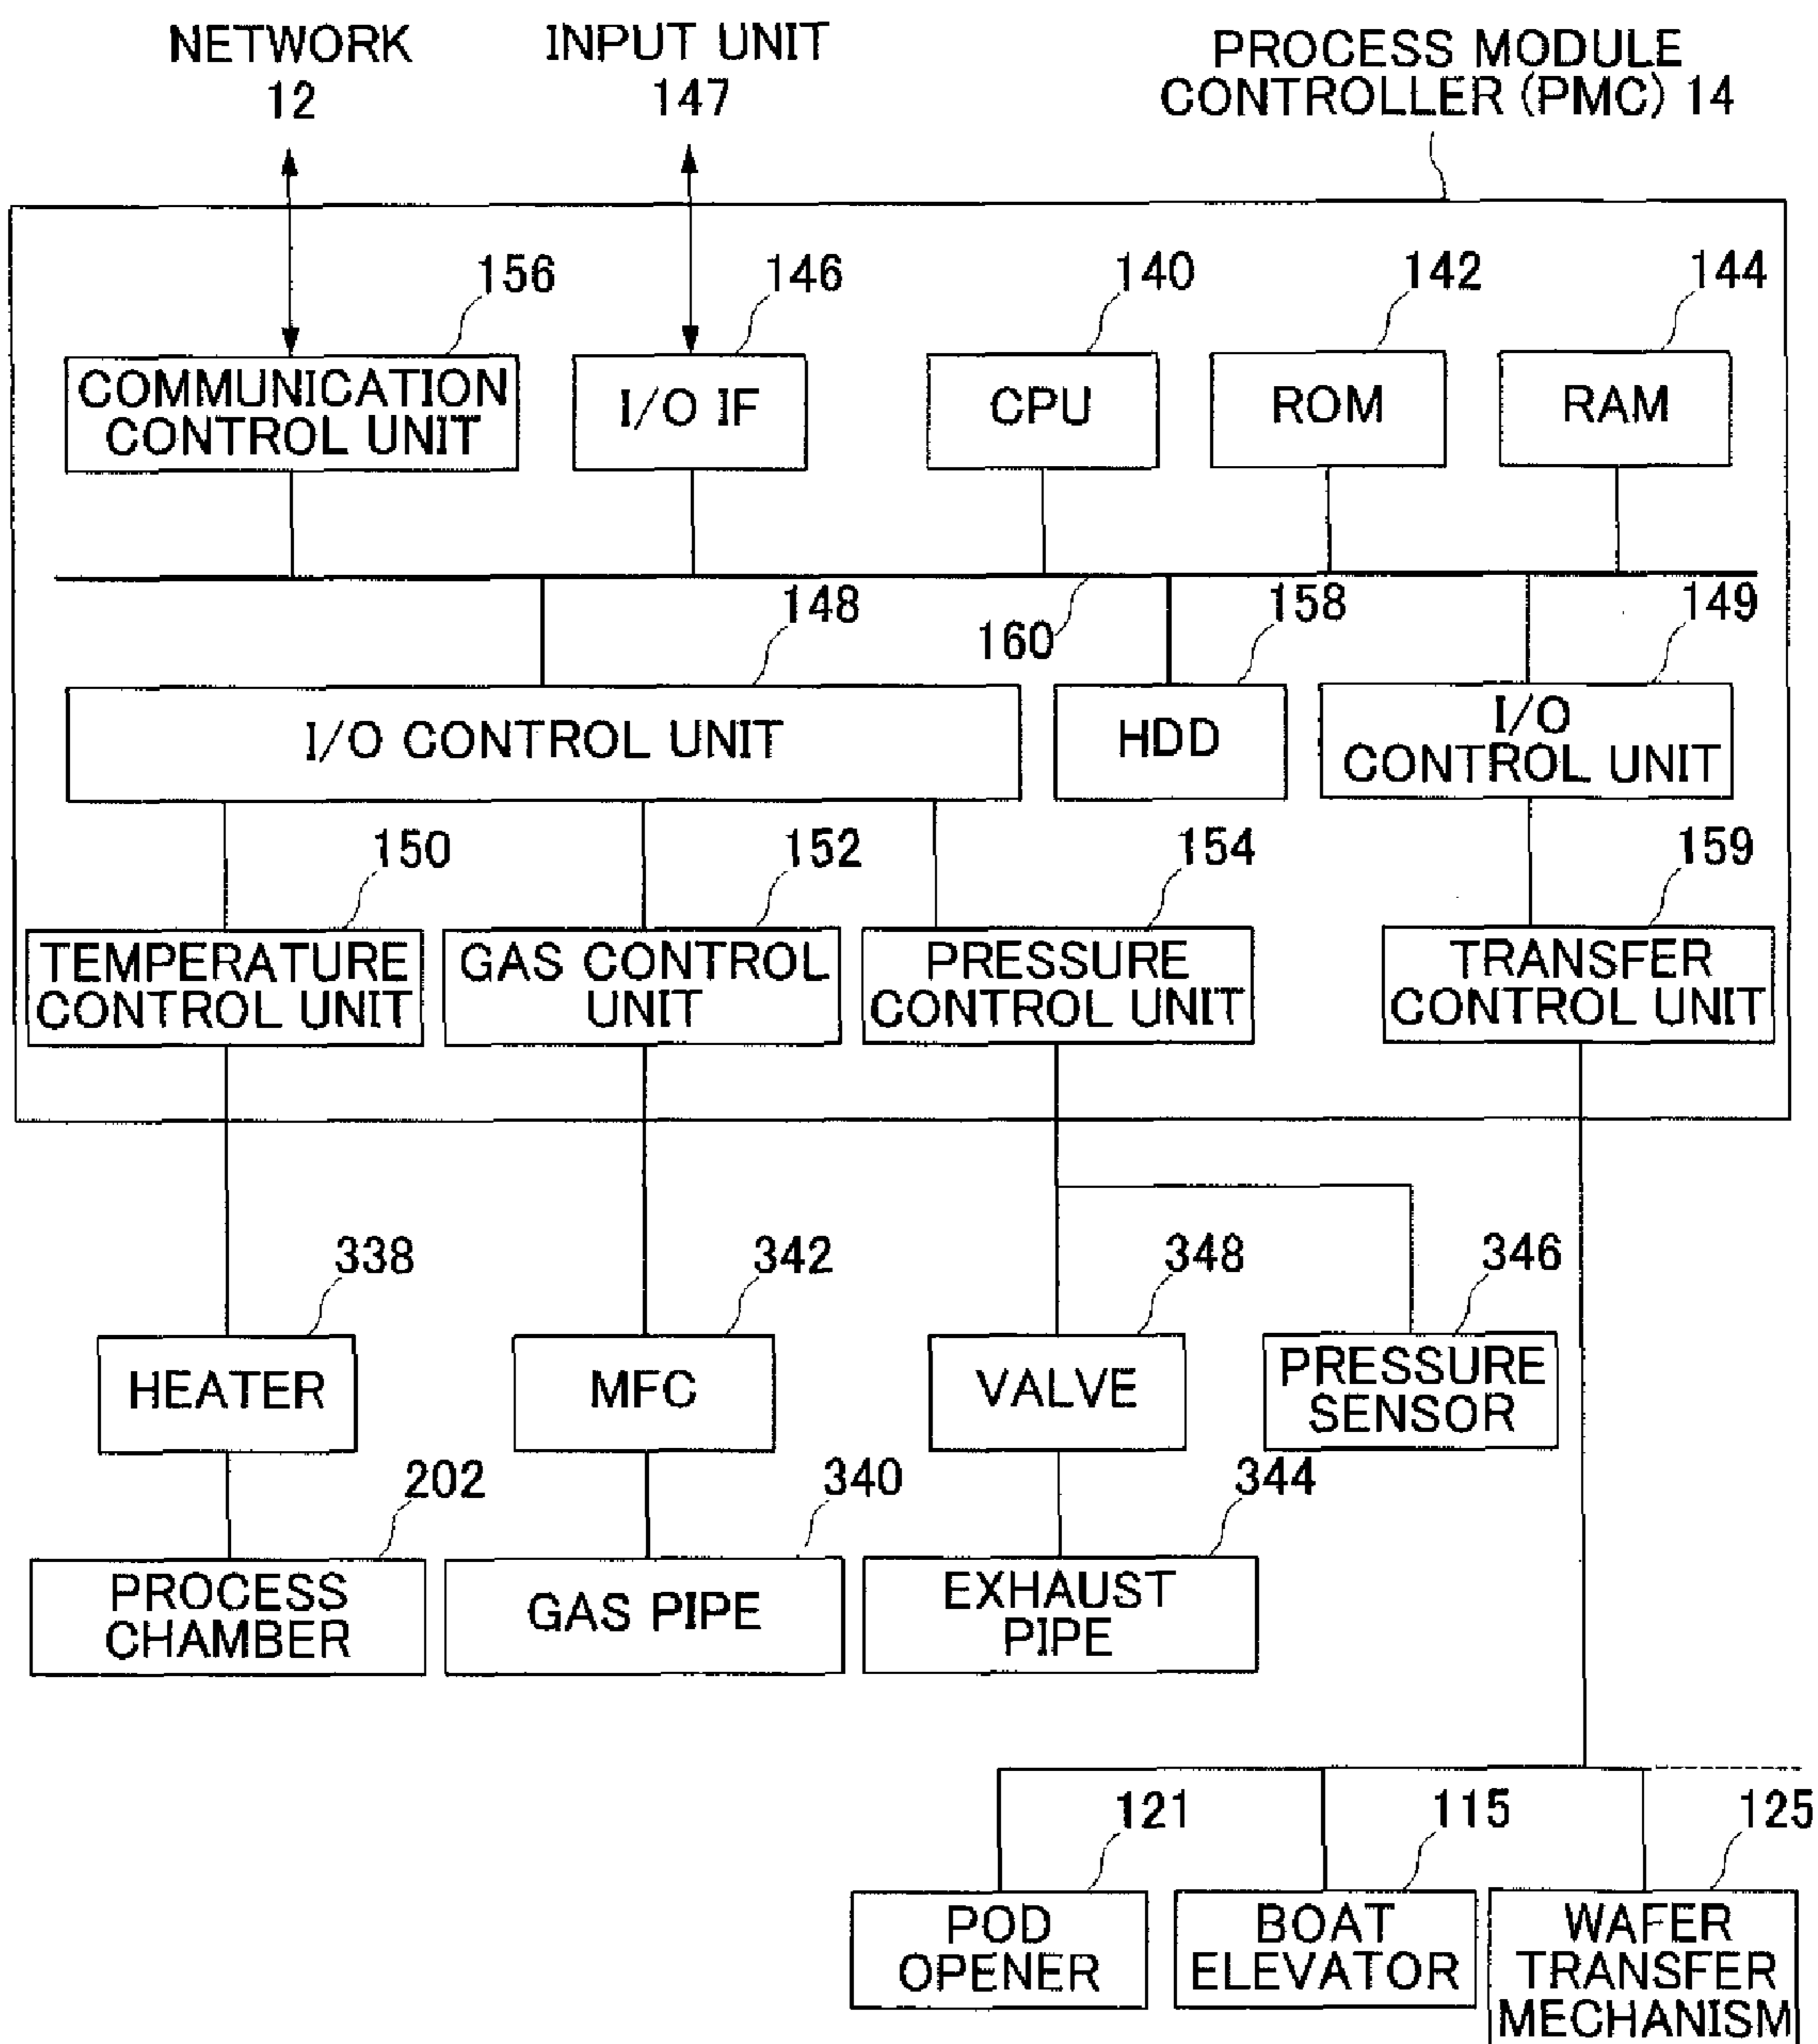 NETWORK
12
INPUT UNIT
147
PROCESS MODULE
CONTROLLER (PMC) 14
156
146
140
142
144
COMMUNICATION
CONTROL UNIT
I/O IF
CPU
ROM
RAM
148
160
158
149
I/O CONTROL UNIT
HDD
I/O
CONTROL UNIT
150
152
154
159
TEMPERATURE
CONTROL UNIT
GAS CONTROL
UNIT
PRESSURE
CONTROL UNIT
TRANSFER
CONTROL UNIT
338
342
348
346
HEATER
MFC
VALVE
PRESSURE
SENSOR
202
340
344
PROCESS
CHAMBER
GAS PIPE
EXHAUST
PIPE
121
115
125
POD
OPENER
BOAT
ELEVATOR
WAFER
TRANSFER
MECHANISM